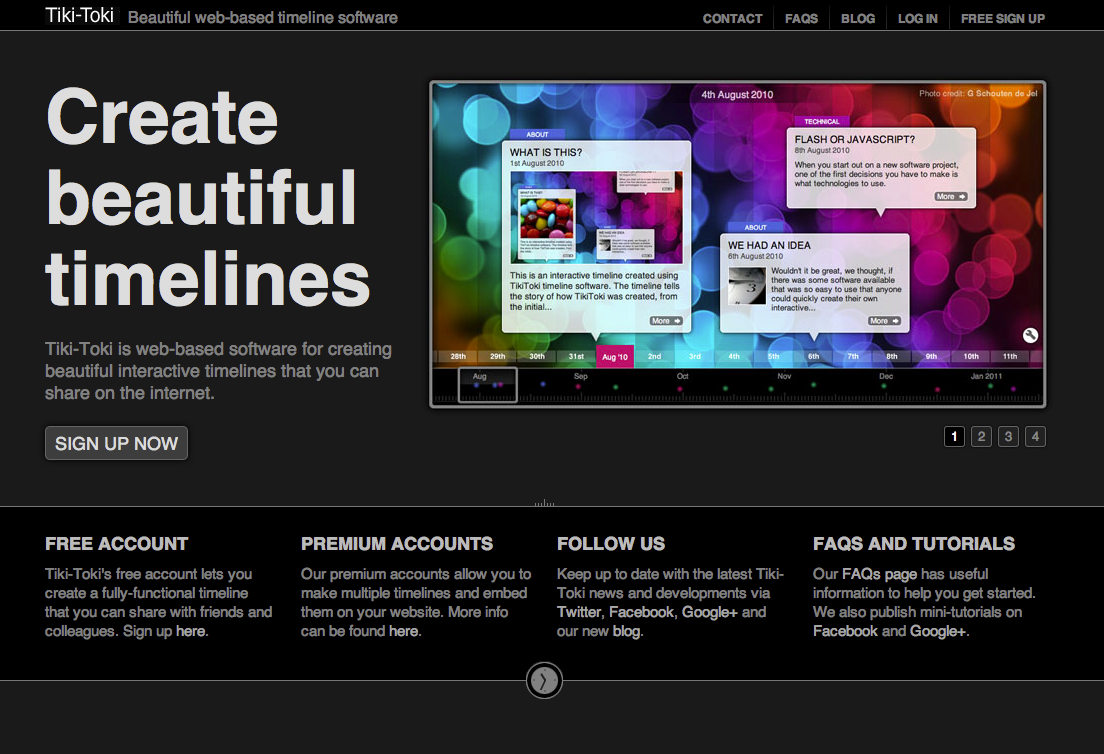 Tiki-Toki Beautiful web-based timeline software
CONTACT FAQS BLOG LOG IN FREE SIGN UP
Create
beautiful
timelines
Tiki-Toki is web-based software for creating
beautiful interactive timelines that you can
share on the internet.
SIGN UP NOW
4th August 2010
Photo credit: G Schouten de Jel
ABOUT
WHAT IS THIS?
1st August 2010
This is an interactive timeline created using
TikiToki timeline software. The timeline tells
the story of how TikiToki was created, from
the initial...
More
TECHNICAL
FLASH OR JAVASCRIPT?
8th August 2010
When you start out on a new software project,
one of the first decisions you have to make is
what technologies to use.
More
ABOUT
WE HAD AN IDEA
6th August 2010
Wouldn't it be great, we thought, if
there was some software available
that was so easy to use that anyone
could quickly create their own
interactive...
More
28th 29th 30th 31st Aug '10 2nd 3rd 4th 5th 6th 7th 8th 9th 10th 11th
Aug Sep Oct Nov Dec Jan 2011
1 2 3 4
FREE ACCOUNT
Tiki-Toki's free account lets you
create a fully-functional timeline
that you can share with friends and
colleagues. Sign up here.
PREMIUM ACCOUNTS
Our premium accounts allow you to
make multiple timelines and embed
them on your website. More info
can be found here.
FOLLOW US
Keep up to date with the latest Tiki-
Toki news and developments via
Twitter, Facebook, Google+ and
our new blog.
FAQS AND TUTORIALS
Our FAQs page has useful
information to help you get started.
We also publish mini-tutorials on
Facebook and Google+.